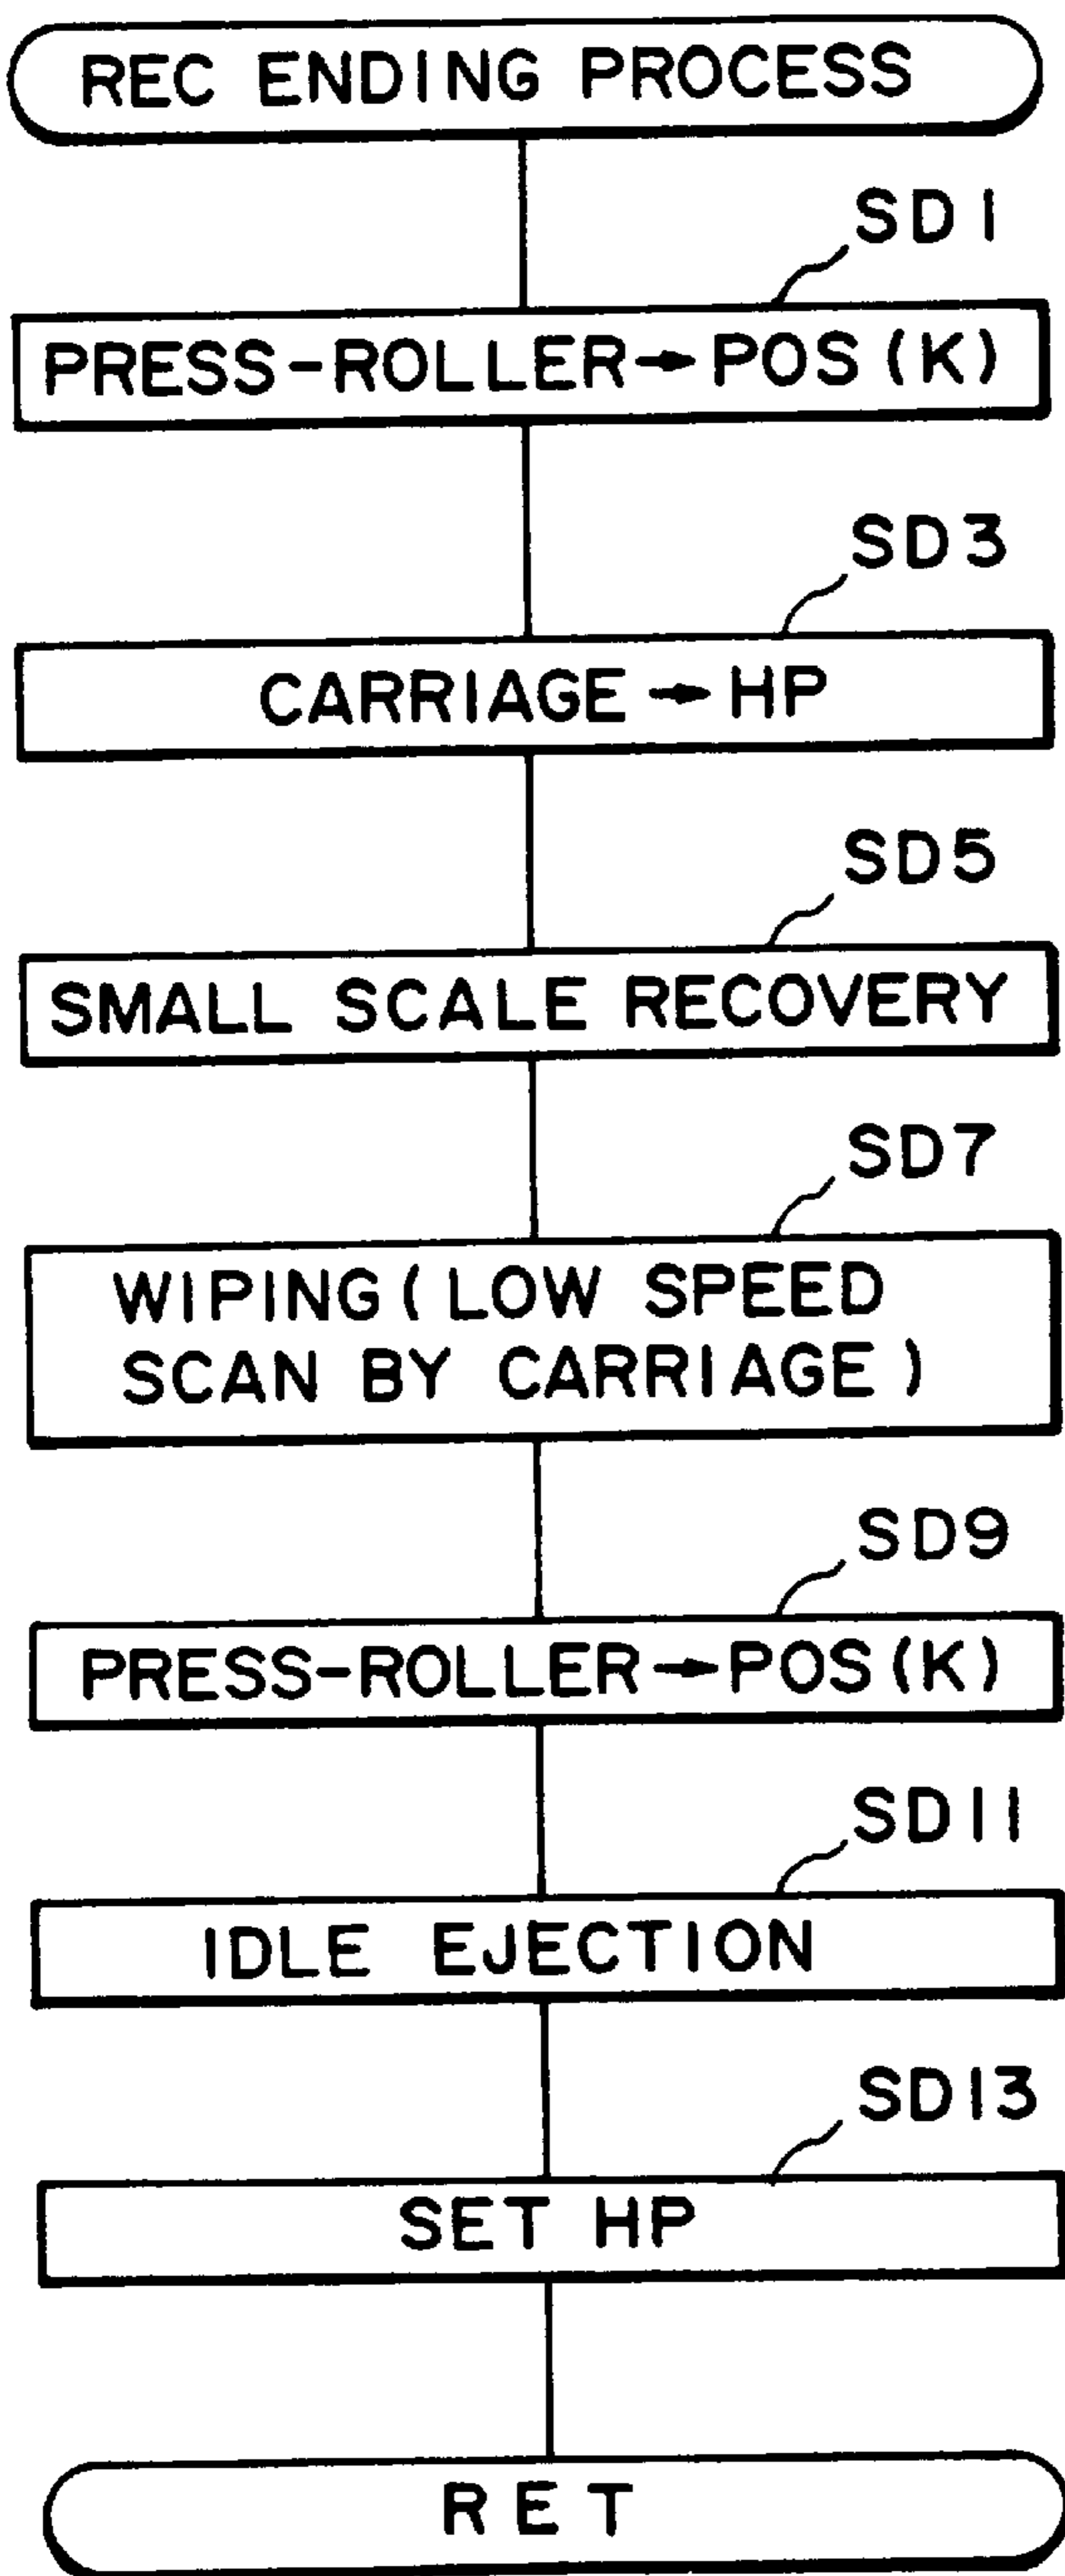 REC ENDING PROCESS
SD1
PRESS-ROLLER→POS(K)
SD3
CARRIAGE→HP
SD5
SMALL SCALE RECOVERY
SD7
WIPING(LOW SPEED
SCAN BY CARRIAGE)
SD9
PRESS-ROLLER→POS(K)
SD11
IDLE EJECTION
SD13
SET HP
RET